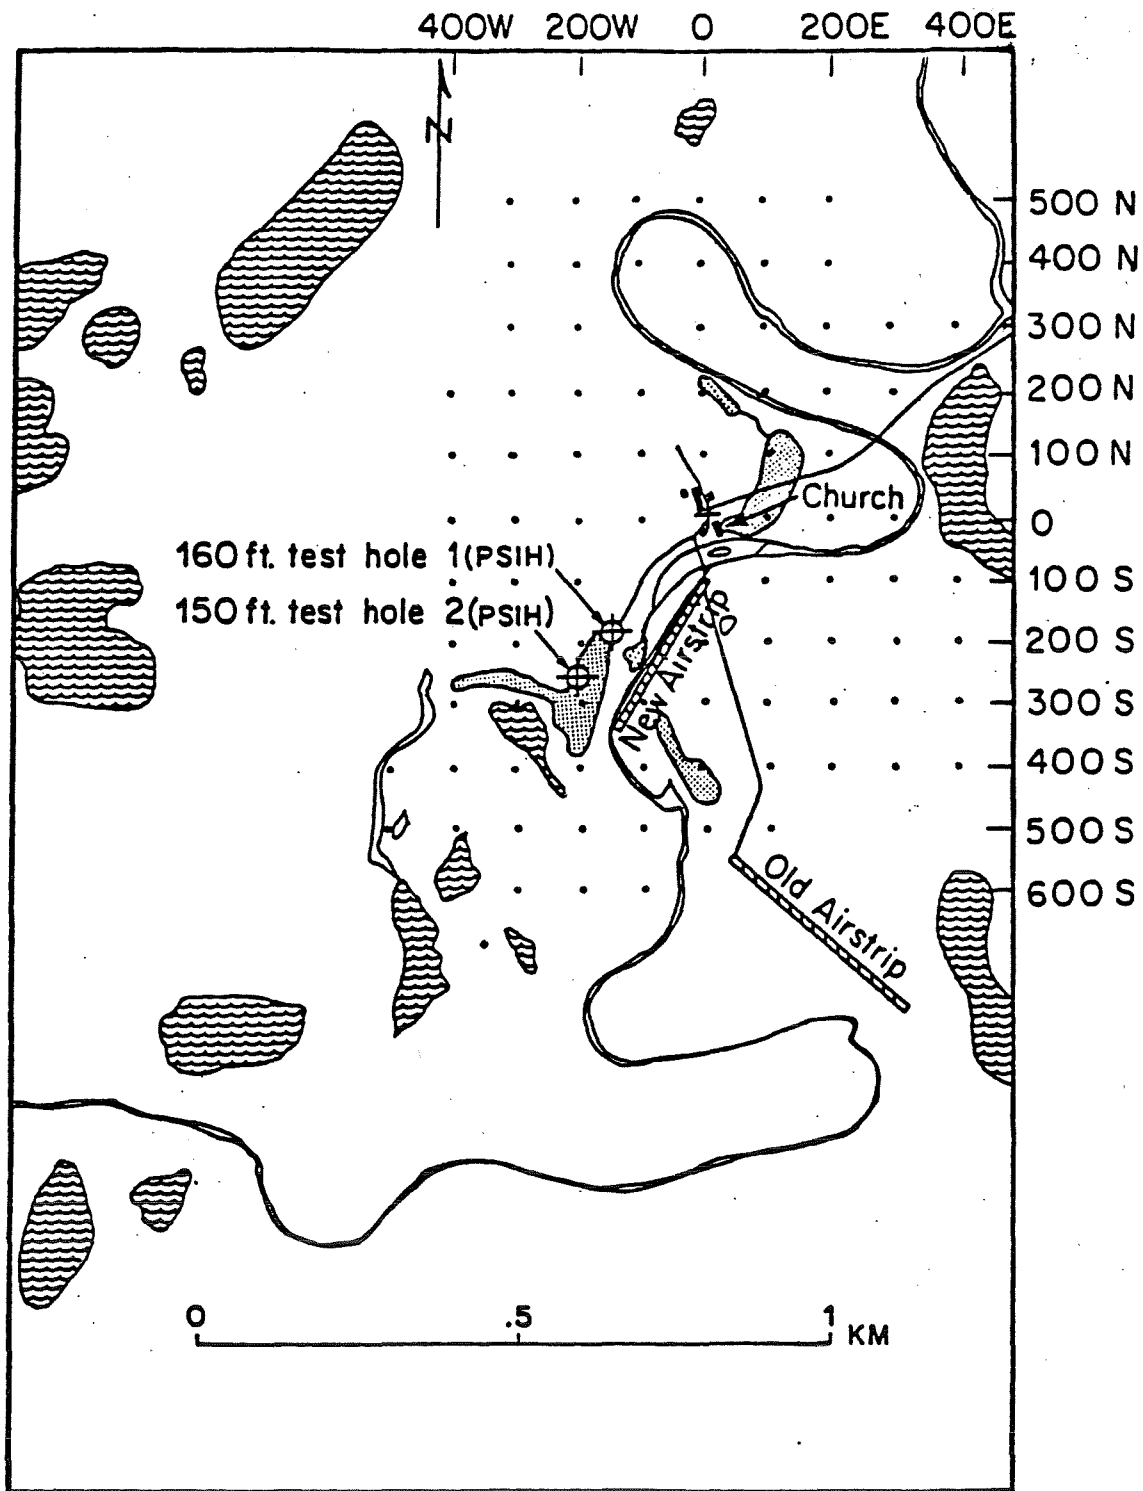 400W 200W 0 200E 400E
N
500 N
400 N
300 N
200 N
100 N
Church
0
160 ft. test hole 1 (PSIH)
100 S
150 ft. test hole 2 (PSIH)
200 S
New Airstrip
300 S
400 S
500 S
Old Airstrip
600 S
0 .5 1 KM